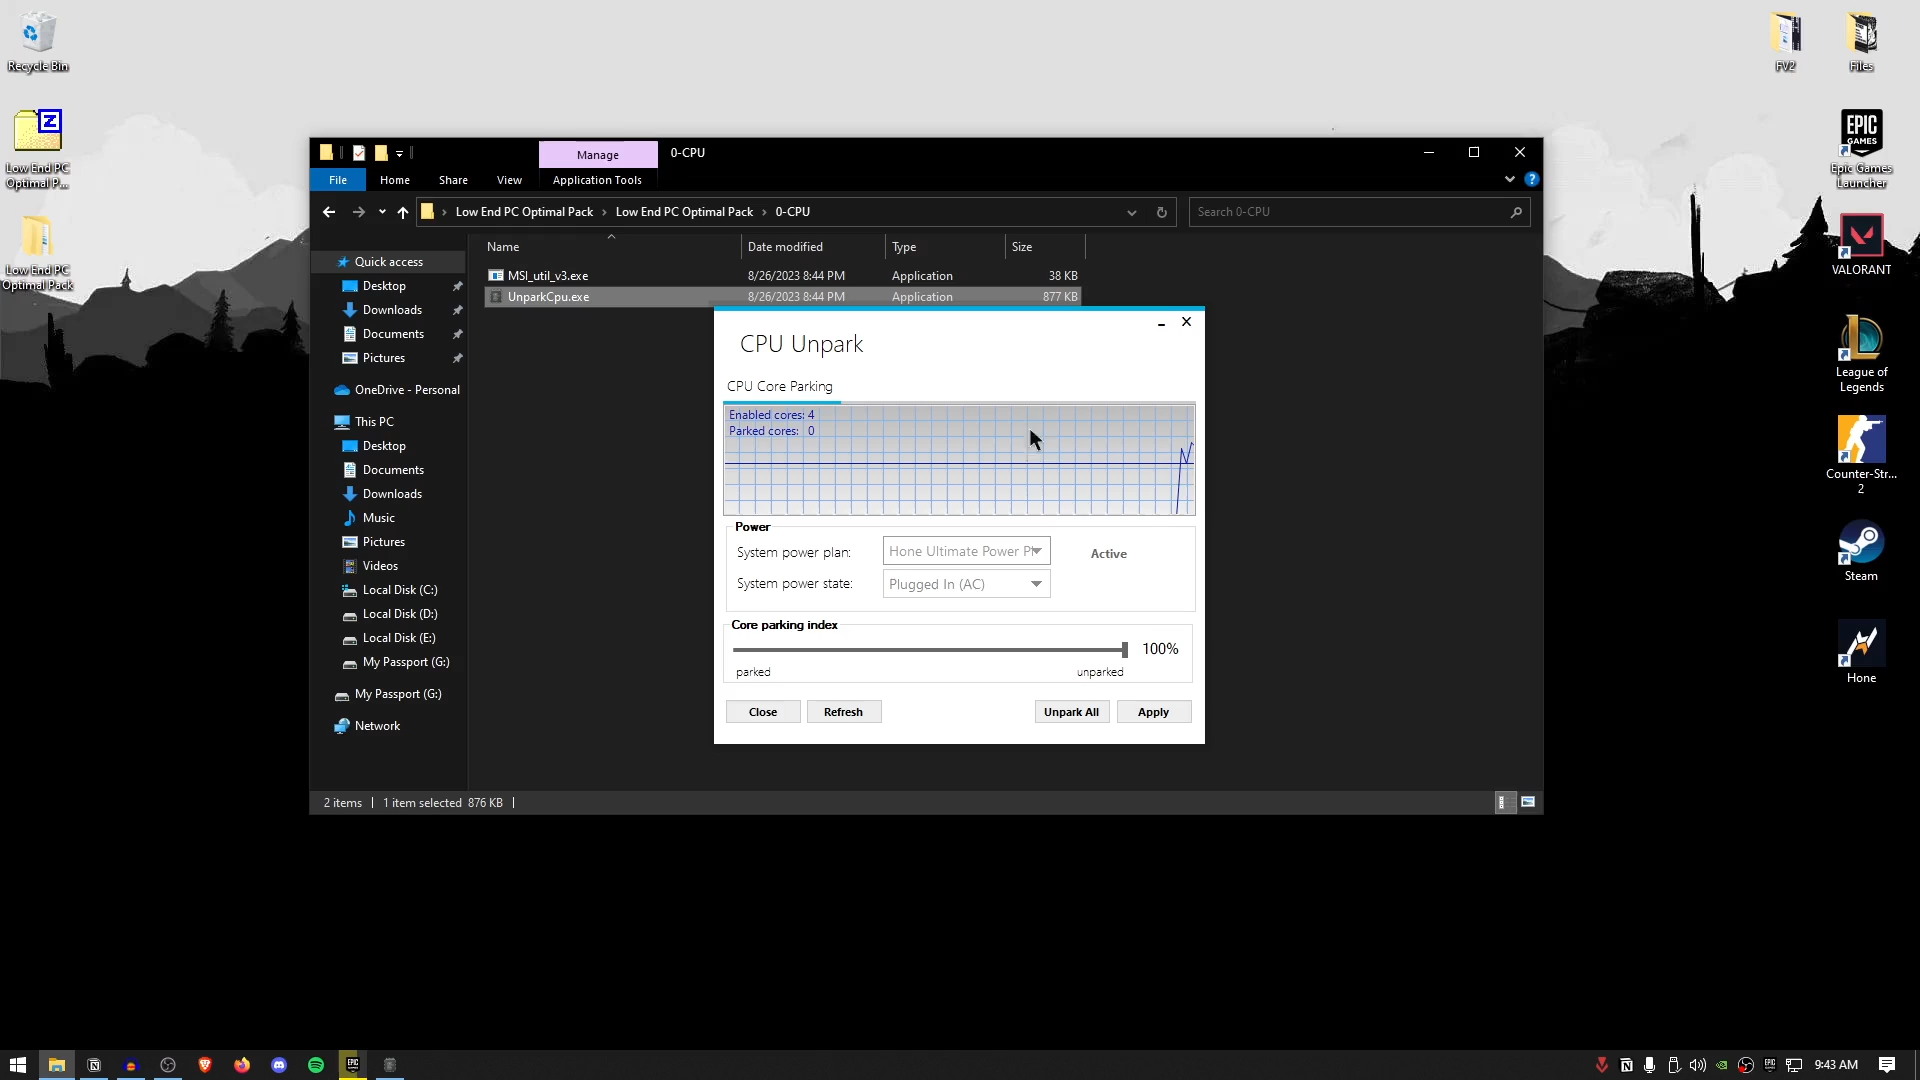 Recycle Bin
Low End PC
Optimal P...
Low End PC
Optimal Pack
FV2
Files
EPIC
GAMES
Epic Games
Launcher
VALORANT
League of
Legends
Counter-Str...
2
Steam
Hone
Manage
0-CPU
File
Home
Share
View
Application Tools
Low End PC Optimal Pack
Low End PC Optimal Pack
0-CPU
Search 0-CPU
Name
Date modified
Type
Size
MSI_util_v3.exe
8/26/2023 8:44 PM
Application
38 KB
UnparkCpu.exe
8/26/2023 8:44 PM
Application
877 KB
Quick access
Desktop
Downloads
Documents
Pictures
OneDrive - Personal
This PC
Desktop
Documents
Downloads
Music
Pictures
Videos
Local Disk (C:)
Local Disk (D:)
Local Disk (E:)
My Passport (G:)
My Passport (G:)
Network
CPU Unpark
CPU Core Parking
Enabled cores: 4
Parked cores: 0
Power
System power plan:
Hone Ultimate Power Pl
Active
System power state:
Plugged In (AC)
Core parking index
100%
parked
unparked
Close
Refresh
Unpark All
Apply
2 items
1 item selected 876 KB
9:43 AM